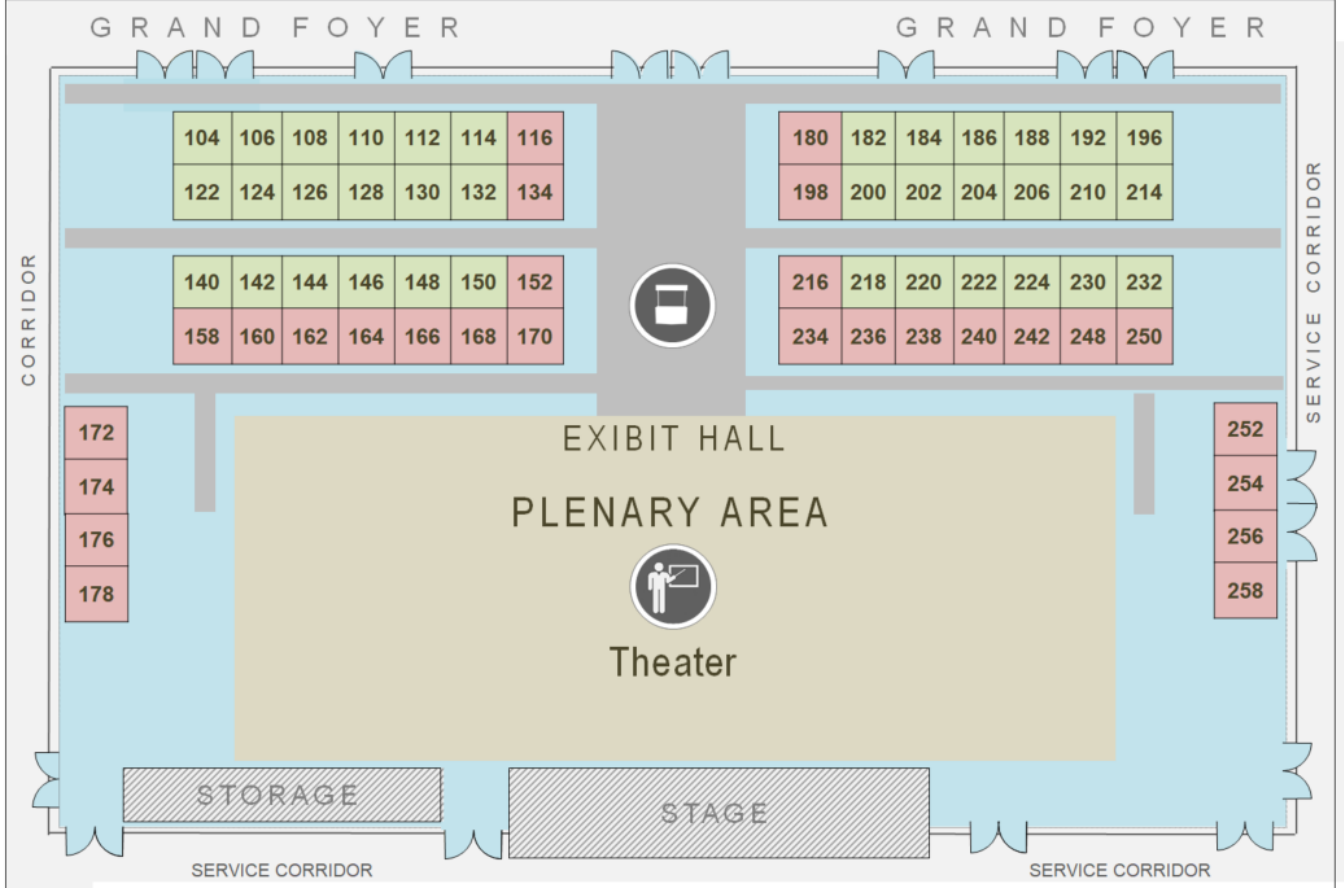 GRAND FOYER GRAND FOYER
104 106 108 110 112 114 116 180 182 184 186 188 192 196
122 124 126 128 130 132 134 198 200 202 204 206 210 214
CORRIDOR
SERVICE CORRIDOR
140 142 144 146 148 150 152 216 218 220 222 224 230 232
158 160 162 164 166 168 170 234 236 238 240 242 248 250
172 252
174 254
176 256
178 258
EXIBIT HALL
PLENARY AREA
Theater
STORAGE
STAGE
SERVICE CORRIDOR SERVICE CORRIDOR